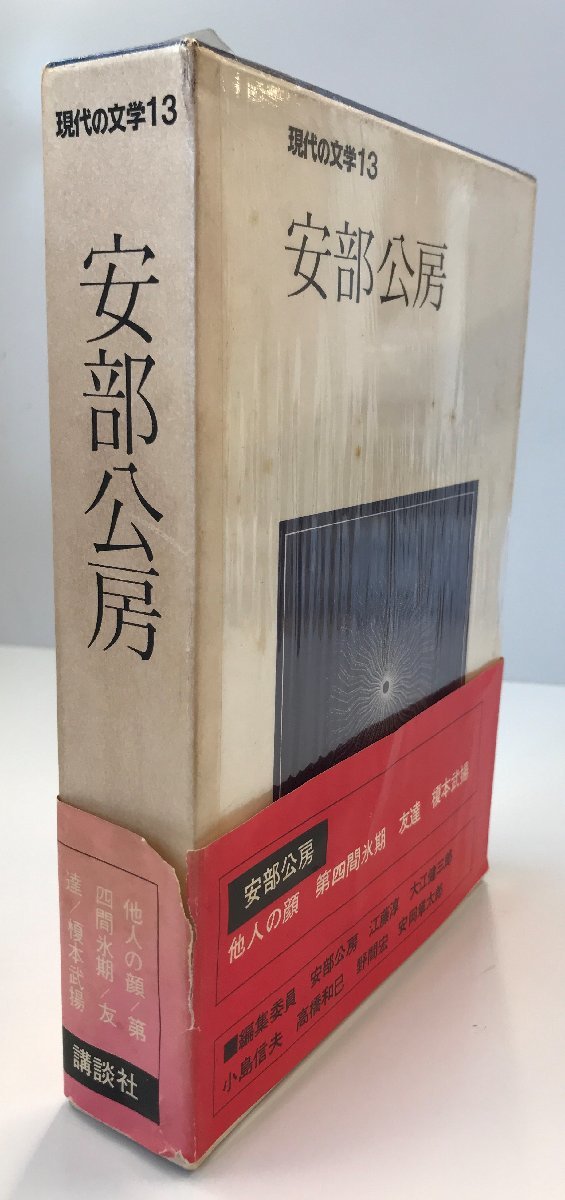 現代の文学13
安部公房
他人の顔/第
四間氷期/友
達/榎本武揚
講談社
現代の文学13
安部公房
安部公房
他人の顔 第四間氷期 友達 榎本武揚
■編集委員 安部公房 江藤淳 大江健三郎
小島信夫 高橋和巳 野間宏 安岡章太郎